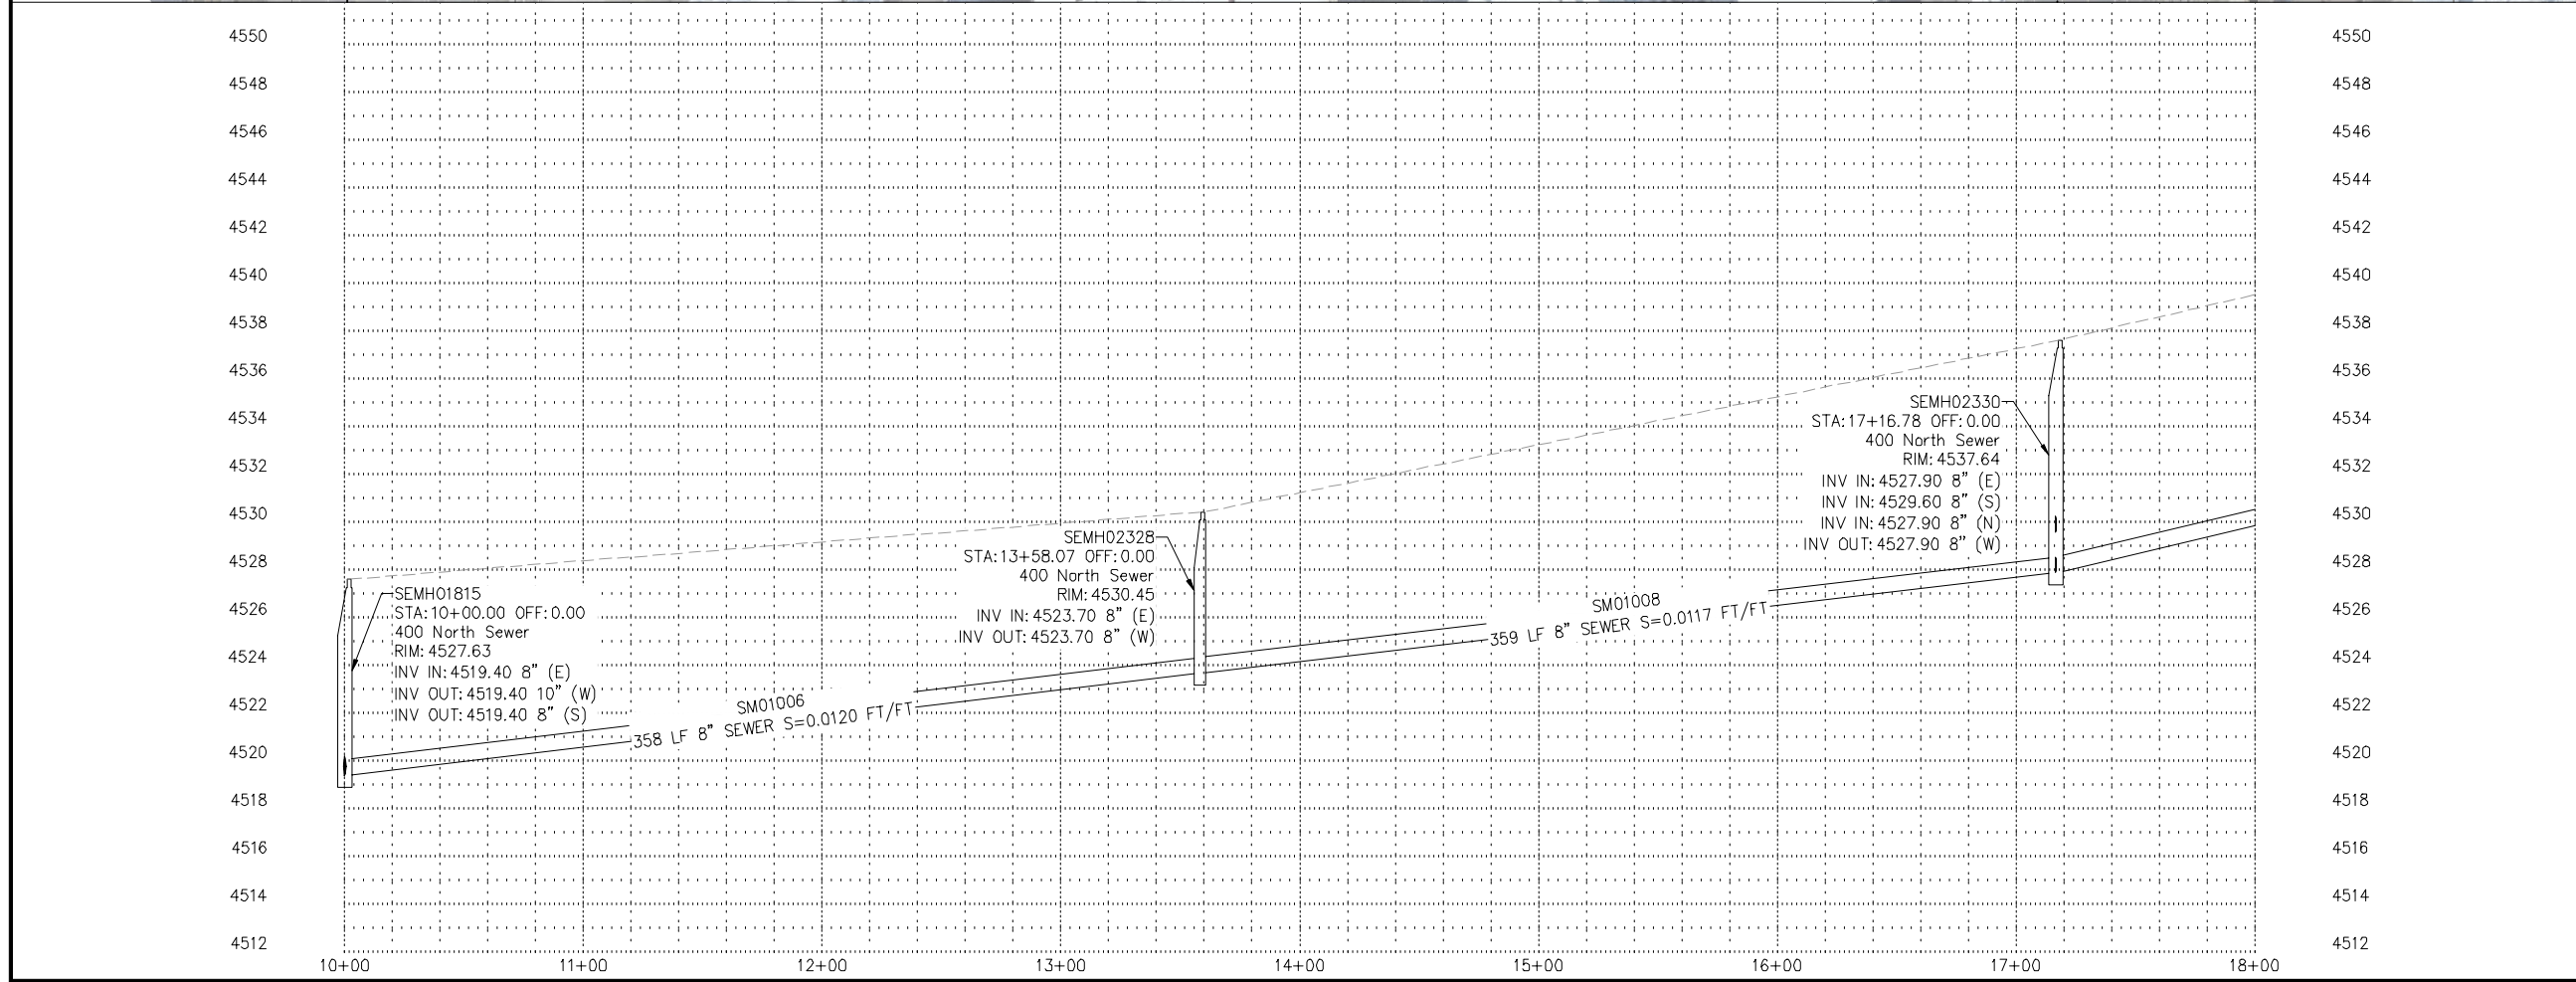 4550 4550
4548 4548
4546 4546
4544 4544
4542 4542
4540 4540
4538 4538
4536 4536
4534 4534
4532 4532
4530 4530
4528 4528
4526 4526
4524 4524
4522 4522
4520 4520
4518 4518
4516 4516
4514 4514
4512 4512
SEMH01815
STA:10+00.00 OFF:0.00
400 North Sewer
RIM:4527.63
INV IN:4519.40 8" (E)
INV OUT:4519.40 10" (W)
INV OUT:4519.40 8" (S)
SM01006
358 LF 8" SEWER S=0.0120 FT/FT
SEMH02328
STA:13+58.07 OFF:0.00
400 North Sewer
RIM:4530.45
INV IN:4523.70 8" (E)
INV OUT:4523.70 8" (W)
SM01008
359 LF 8" SEWER S=0.0117 FT/FT
SEMH02330
STA:17+16.78 OFF:0.00
400 North Sewer
RIM:4537.64
INV IN:4527.90 8" (E)
INV IN:4529.60 8" (S)
INV IN:4527.90 8" (N)
INV OUT:4527.90 8" (W)
10+00 11+00 12+00 13+00 14+00 15+00 16+00 17+00 18+00